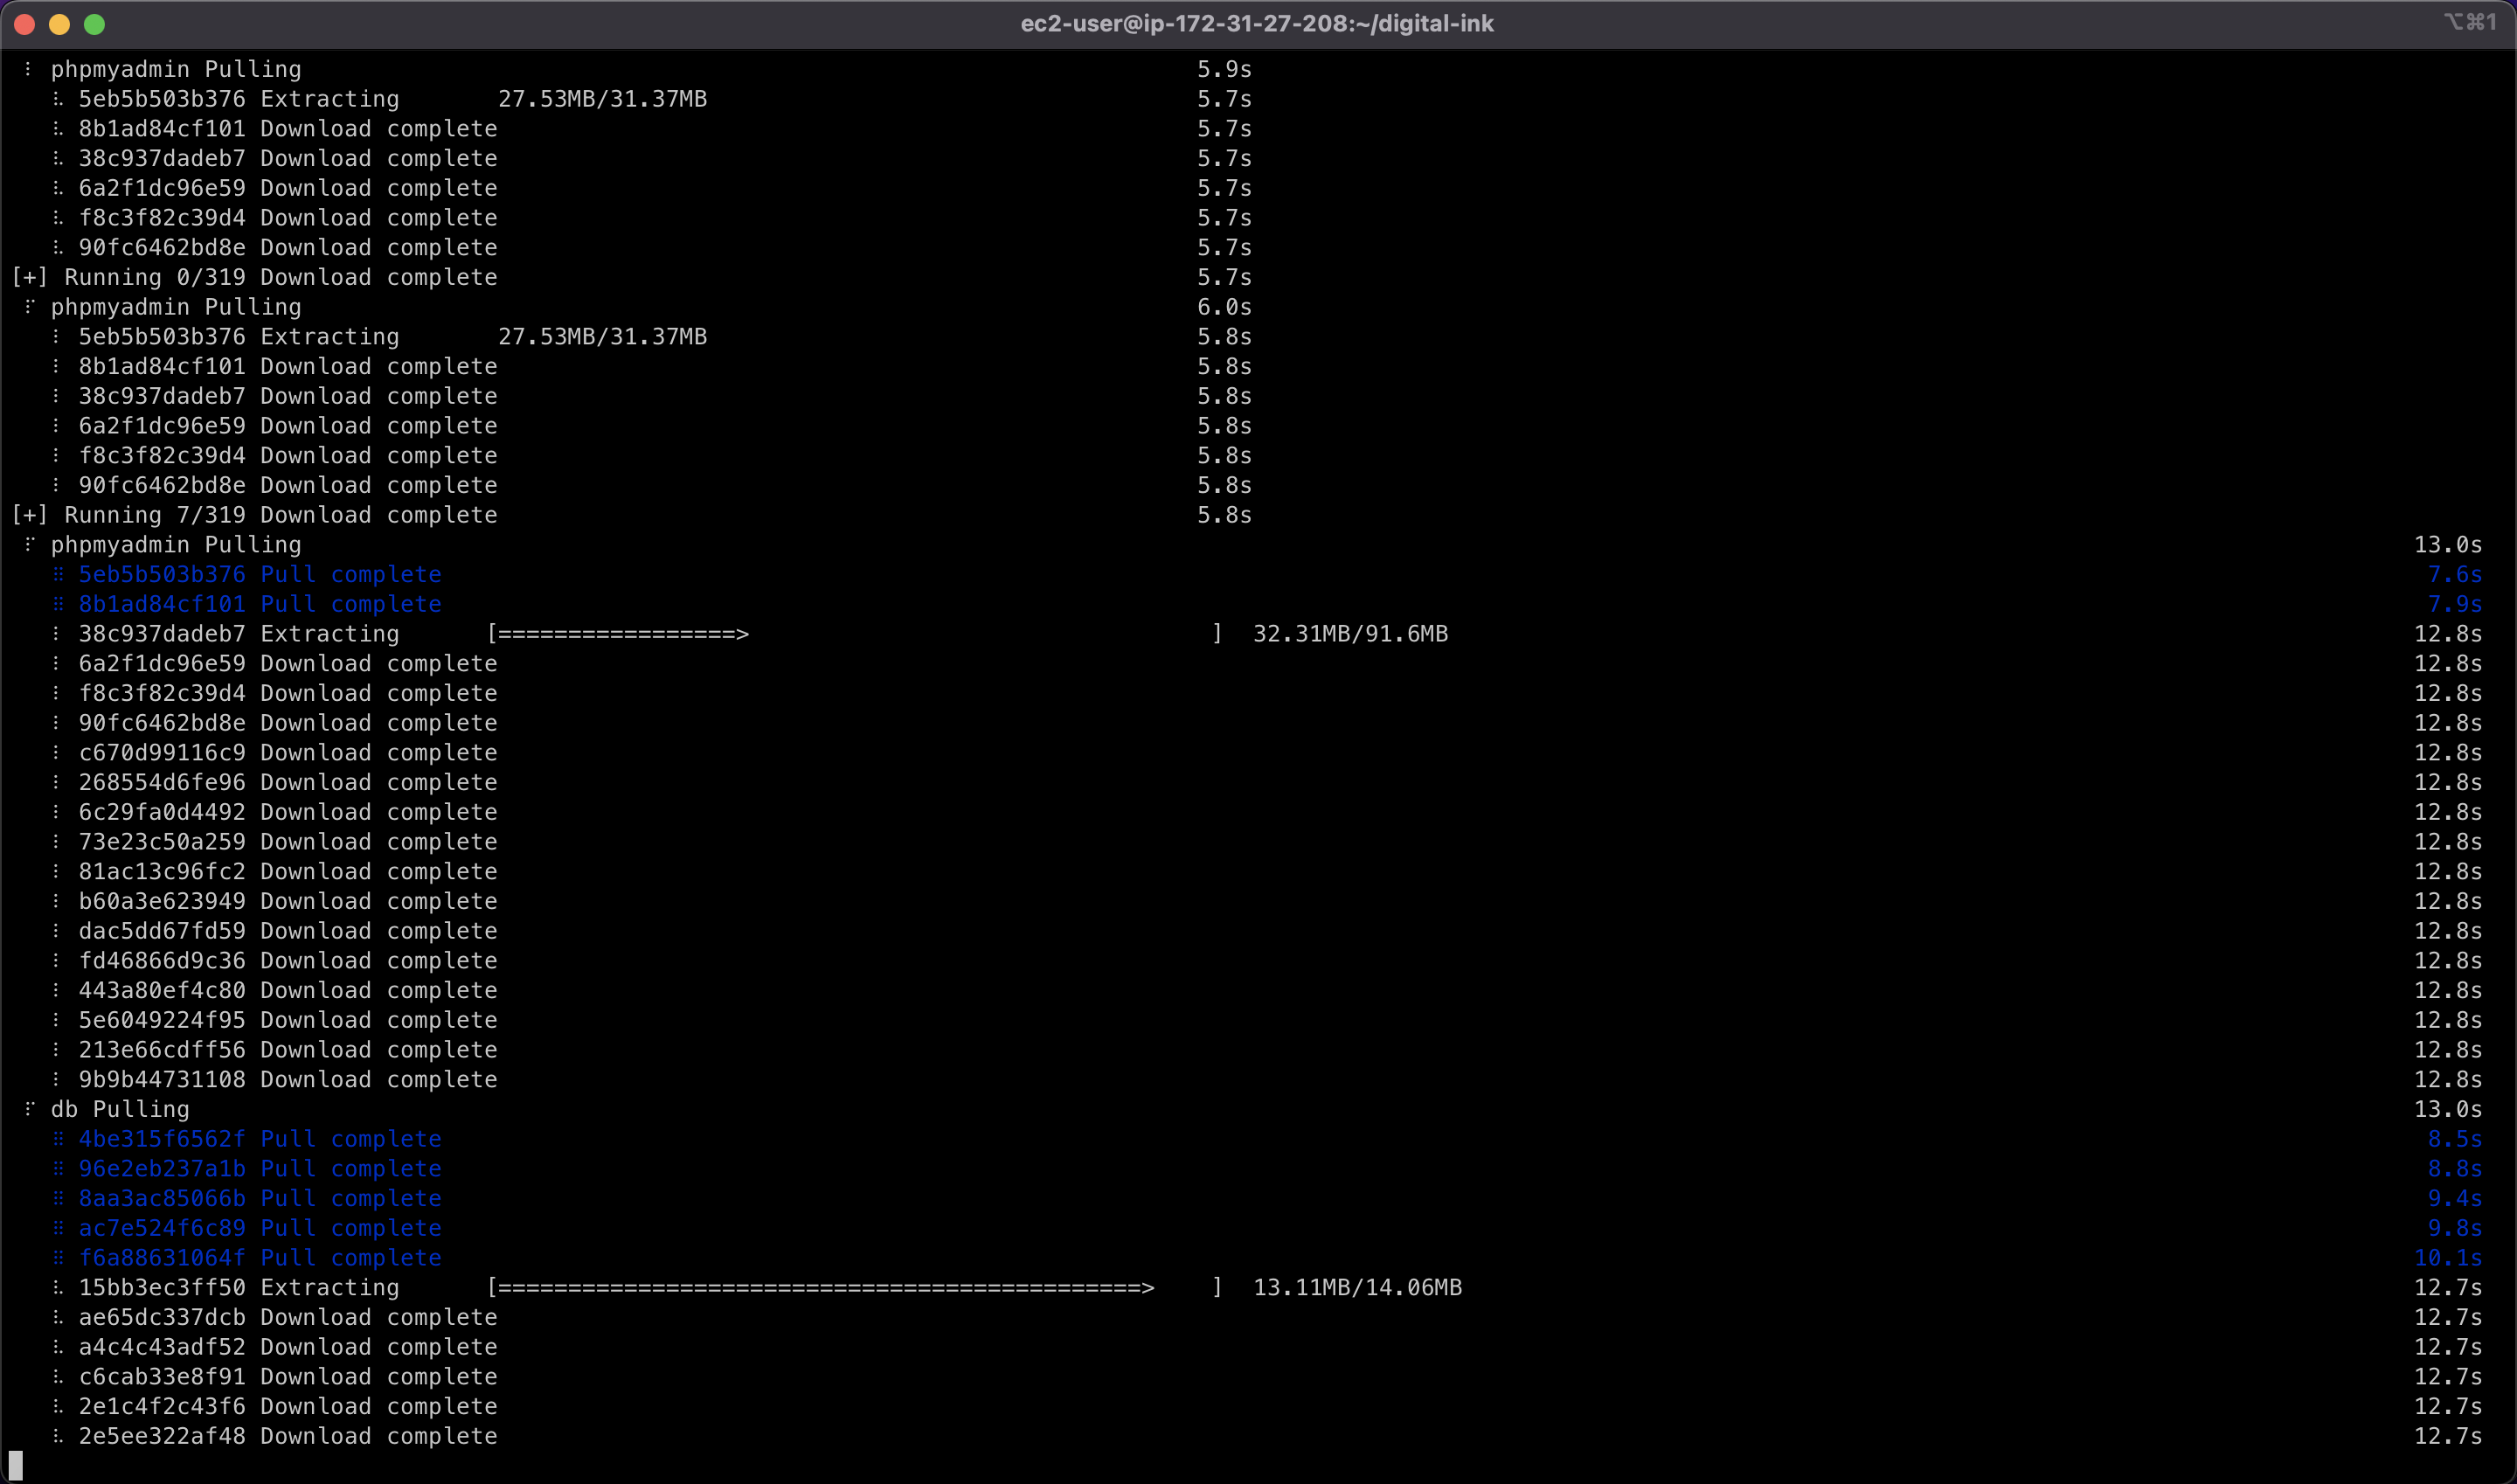 ec2-user@ip-172-31-27-208:~/digital-ink ⌥⌘1
⠇ phpmyadmin Pulling 5.9s
⠧ 5eb5b503b376 Extracting 27.53MB/31.37MB 5.7s
⠧ 8b1ad84cf101 Download complete 5.7s
⠧ 38c937dadeb7 Download complete 5.7s
⠧ 6a2f1dc96e59 Download complete 5.7s
⠧ f8c3f82c39d4 Download complete 5.7s
⠧ 90fc6462bd8e Download complete 5.7s
[+] Running 0/319 Download complete 5.7s
⠏ phpmyadmin Pulling 6.0s
⠇ 5eb5b503b376 Extracting 27.53MB/31.37MB 5.8s
⠇ 8b1ad84cf101 Download complete 5.8s
⠇ 38c937dadeb7 Download complete 5.8s
⠇ 6a2f1dc96e59 Download complete 5.8s
⠇ f8c3f82c39d4 Download complete 5.8s
⠇ 90fc6462bd8e Download complete 5.8s
[+] Running 7/319 Download complete 5.8s
⠏ phpmyadmin Pulling 13.0s
⠿ 5eb5b503b376 Pull complete 7.6s
⠿ 8b1ad84cf101 Pull complete 7.9s
⠇ 38c937dadeb7 Extracting [=================> ] 32.31MB/91.6MB 12.8s
⠇ 6a2f1dc96e59 Download complete 12.8s
⠇ f8c3f82c39d4 Download complete 12.8s
⠇ 90fc6462bd8e Download complete 12.8s
⠇ c670d99116c9 Download complete 12.8s
⠇ 268554d6fe96 Download complete 12.8s
⠇ 6c29fa0d4492 Download complete 12.8s
⠇ 73e23c50a259 Download complete 12.8s
⠇ 81ac13c96fc2 Download complete 12.8s
⠇ b60a3e623949 Download complete 12.8s
⠇ dac5dd67fd59 Download complete 12.8s
⠇ fd46866d9c36 Download complete 12.8s
⠇ 443a80ef4c80 Download complete 12.8s
⠇ 5e6049224f95 Download complete 12.8s
⠇ 213e66cdff56 Download complete 12.8s
⠇ 9b9b44731108 Download complete 12.8s
⠏ db Pulling 13.0s
⠿ 4be315f6562f Pull complete 8.5s
⠿ 96e2eb237a1b Pull complete 8.8s
⠿ 8aa3ac85066b Pull complete 9.4s
⠿ ac7e524f6c89 Pull complete 9.8s
⠿ f6a88631064f Pull complete 10.1s
⠧ 15bb3ec3ff50 Extracting [==============================================> ] 13.11MB/14.06MB 12.7s
⠧ ae65dc337dcb Download complete 12.7s
⠧ a4c4c43adf52 Download complete 12.7s
⠧ c6cab33e8f91 Download complete 12.7s
⠧ 2e1c4f2c43f6 Download complete 12.7s
⠧ 2e5ee322af48 Download complete 12.7s